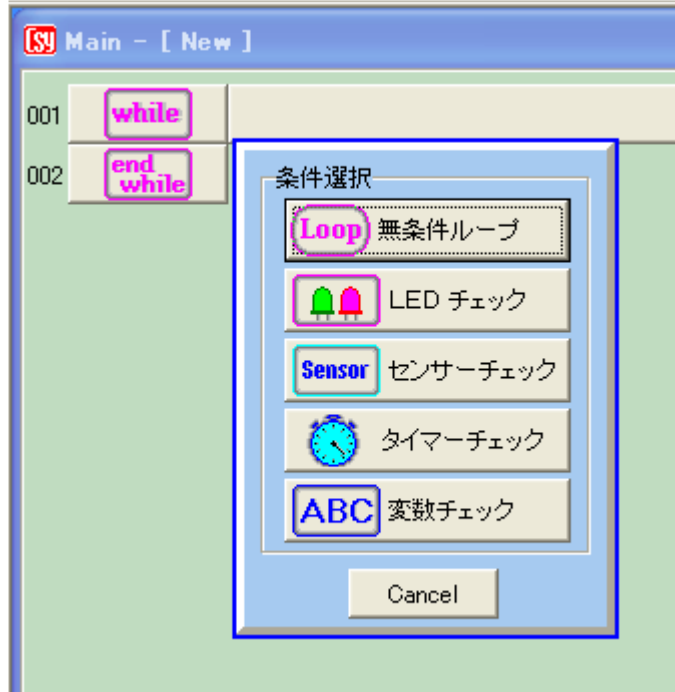 Sy Main - [ New ]
001 while
002 end while
条件選択
Loop 無条件ループ
LED チェック
Sensor センサーチェック
タイマーチェック
ABC 変数チェック
Cancel